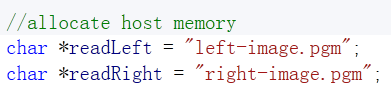 //allocate host memory
char *readLeft = "left-image.pgm";
char *readRight = "right-image.pgm";